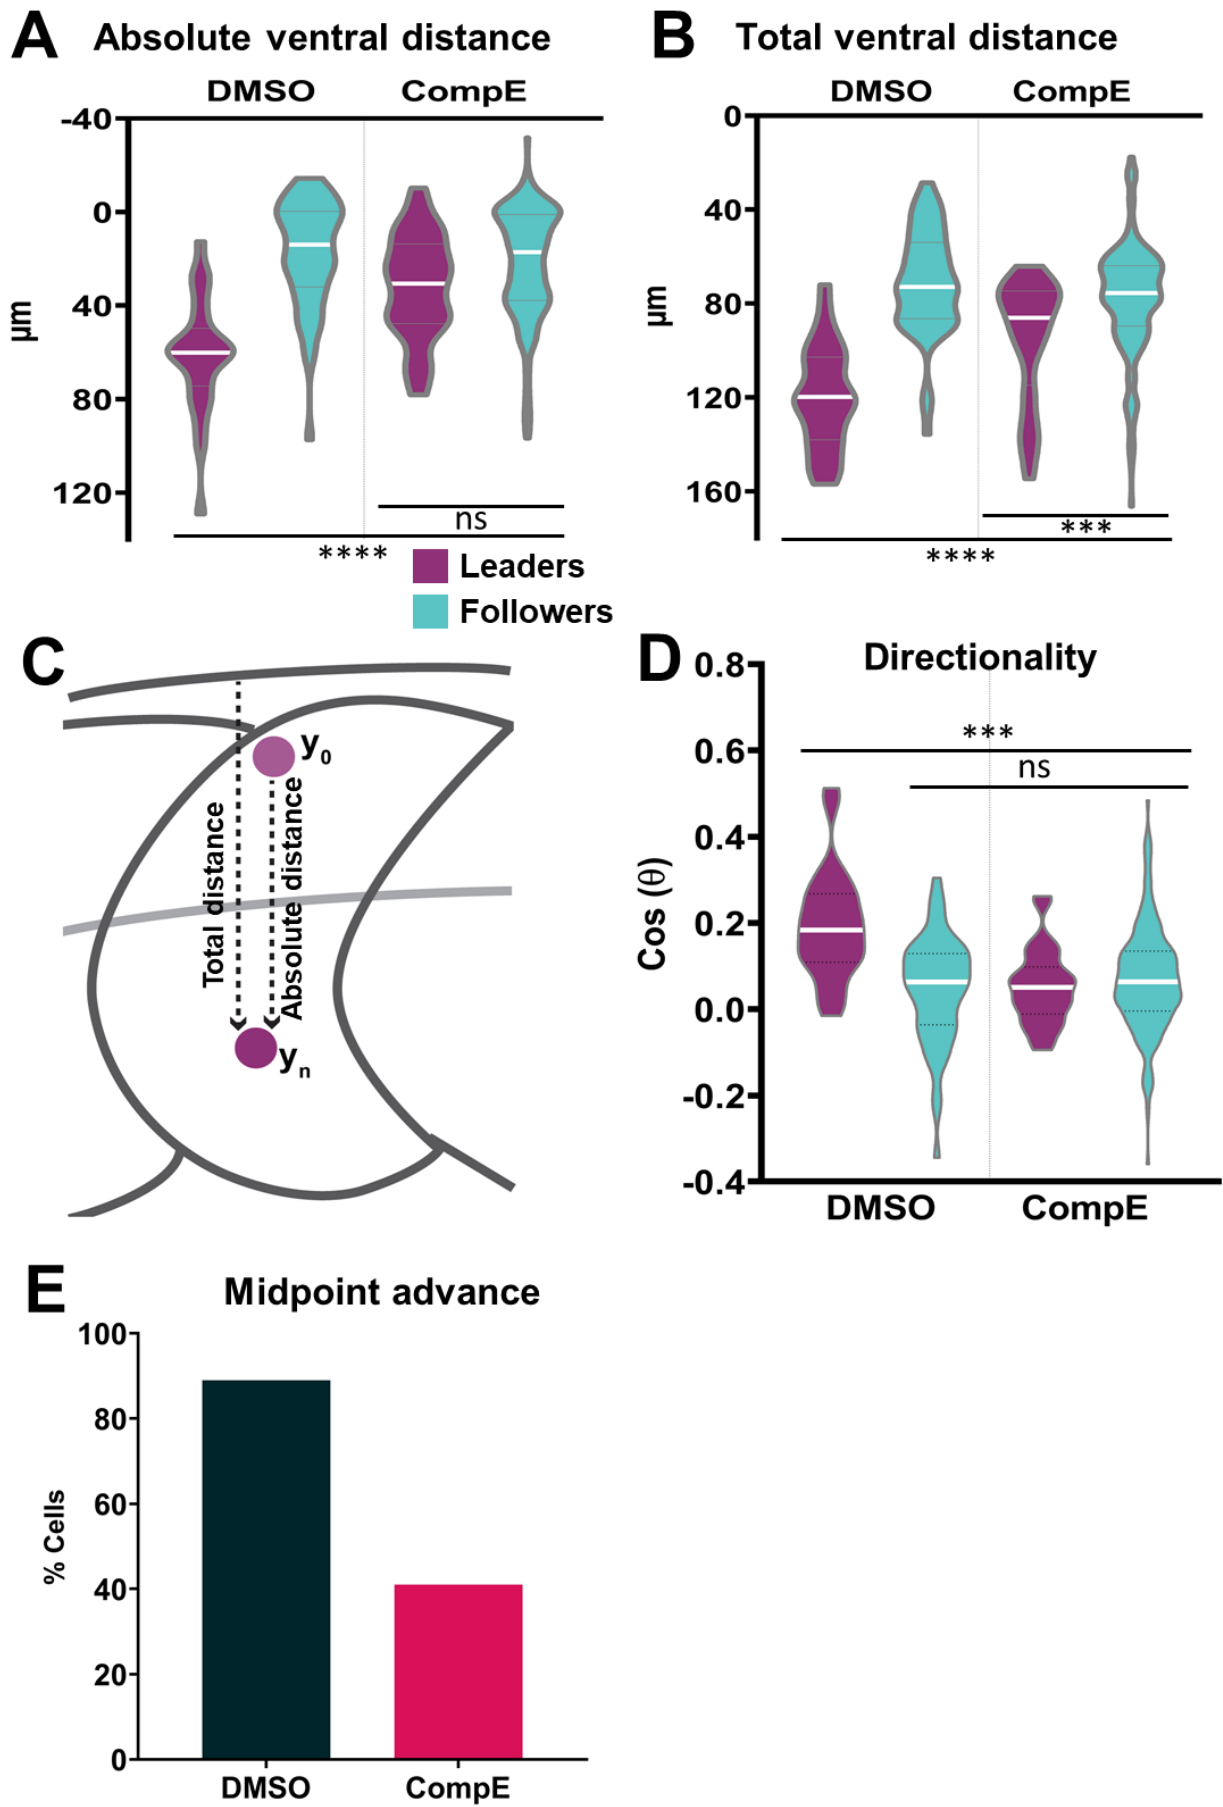 A Absolute ventral distance
DMSO CompE
-40
0
40
80
120
µm
ns
****
Leaders
Followers
B Total ventral distance
DMSO CompE
0
40
80
120
160
µm
***
****
C
y0
Total distance
Absolute distance
yn
D Directionality
0.8
0.6
0.4
0.2
0.0
-0.2
-0.4
Cos (θ)
***
ns
DMSO CompE
E Midpoint advance
100
80
60
40
20
0
% Cells
DMSO CompE